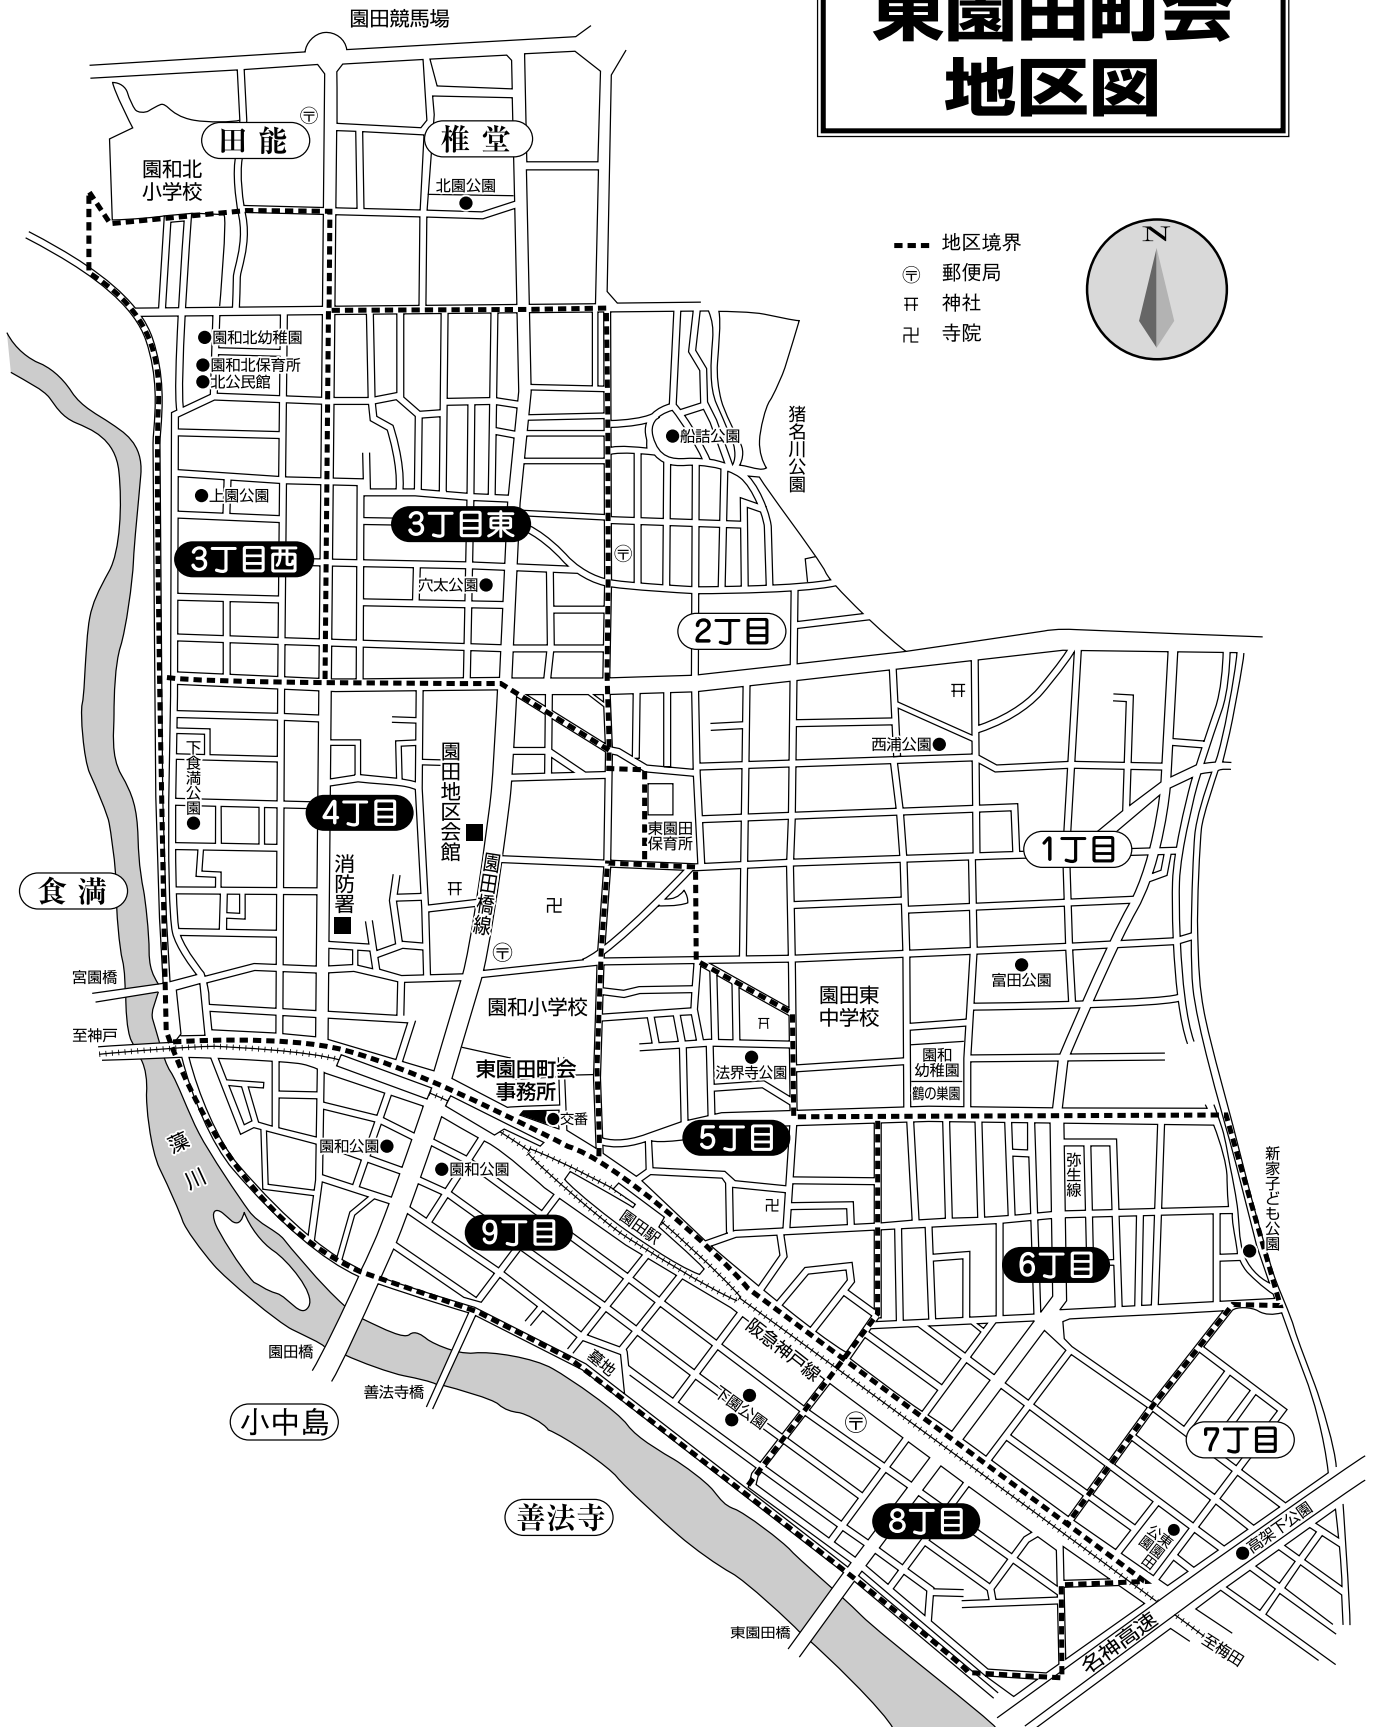 園田競馬場
東園田町会
地区図
田能
椎堂
園和北
小学校
北園公園
地区境界
郵便局
神社
寺院
N
園和北幼稚園
園和北保育所
北公民館
猪名川公園
船詰公園
上園公園
3丁目東
3丁目西
穴太公園
2丁目
西浦公園
下食満公園
園田地区会館
4丁目
東園田
保育所
1丁目
消防署
園田橋線
食満
宮園橋
富田公園
園和小学校
園田東
中学校
至神戸
東園田町会
事務所
法界寺公園
園和
幼稚園
鶴の巣園
交番
藻川
園和公園
園和公園
5丁目
弥生線
新家子ども公園
9丁目
園田駅
6丁目
園田橋
阪急神戸線
墓地
善法寺橋
下園公園
小中島
7丁目
善法寺
8丁目
東園田
公園
高架下公園
東園田橋
名神高速
至梅田